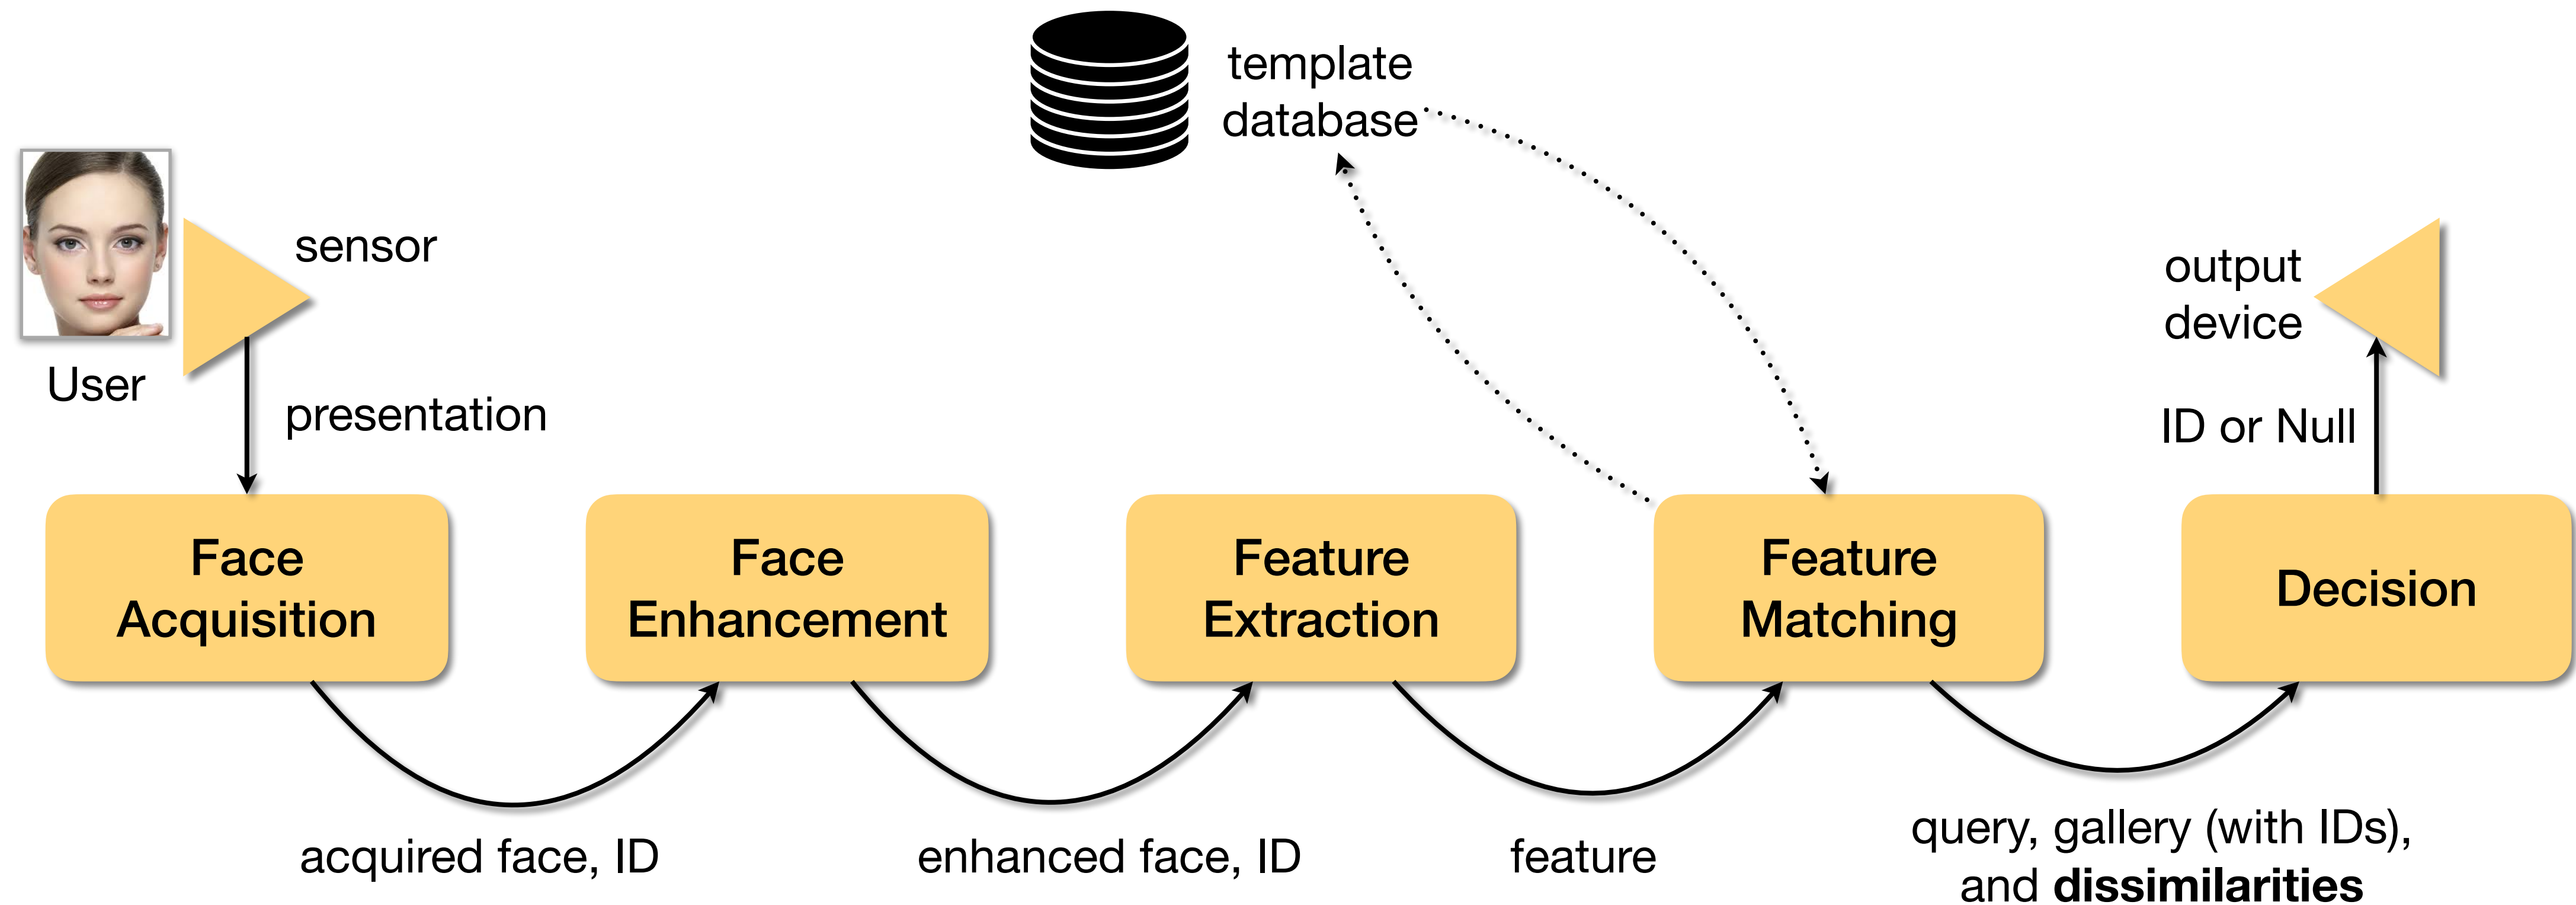 template
database
sensor
User
presentation
output
device
ID or Null
Face
Acquisition
Face
Enhancement
Feature
Extraction
Feature
Matching
Decision
acquired face, ID
enhanced face, ID
feature
query, gallery (with IDs),
and dissimilarities